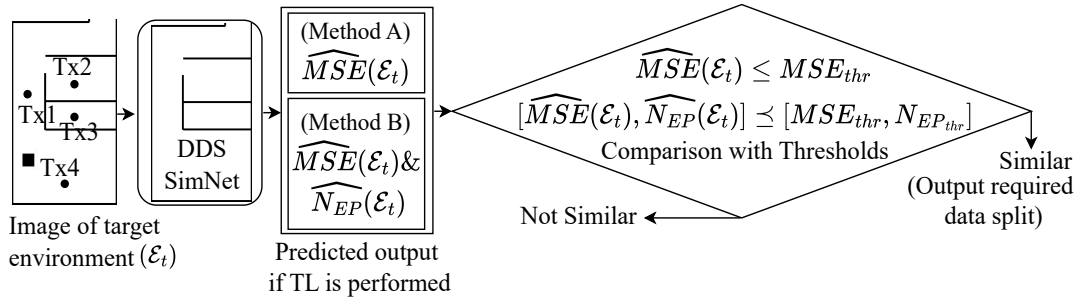 Tx2
Tx1
Tx3
Tx4
Image of target
environment (ℰ_t)
DDS
SimNet
(Method A)
\widehat{MSE}(ℰ_t)
(Method B)
\widehat{MSE}(ℰ_t)&
\widehat{N_{EP}}(ℰ_t)
Predicted output
if TL is performed
\widehat{MSE}(ℰ_t) ≤ MSE_{thr}
[\widehat{MSE}(ℰ_t), \widehat{N_{EP}}(ℰ_t)] ⪯ [MSE_{thr}, N_{EP_{thr}}]
Comparison with Thresholds
Not Similar
Similar
(Output required
data split)